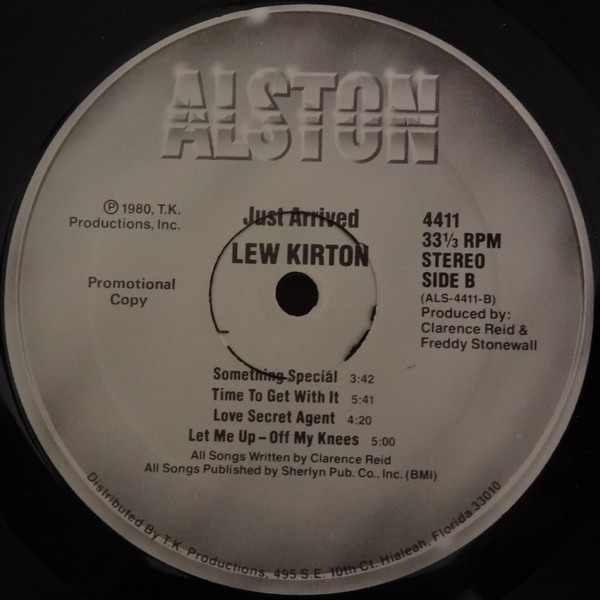 ALSTON
℗ 1980, T.K.
Productions, Inc.
Promotional
Copy
Just Arrived
LEW KIRTON
4411
33⅓ RPM
STEREO
SIDE B
(ALS-4411-B)
Produced by:
Clarence Reid &
Freddy Stonewall
Something Special 3:42
Time To Get With It 5:41
Love Secret Agent 4:20
Let Me Up – Off My Knees 5:00
All Songs Written by Clarence Reid
All Songs Published by Sherlyn Pub. Co., Inc. (BMI)
Distributed By T.K. Productions, 495 S.E. 10th Ct. Hialeah, Florida 33010